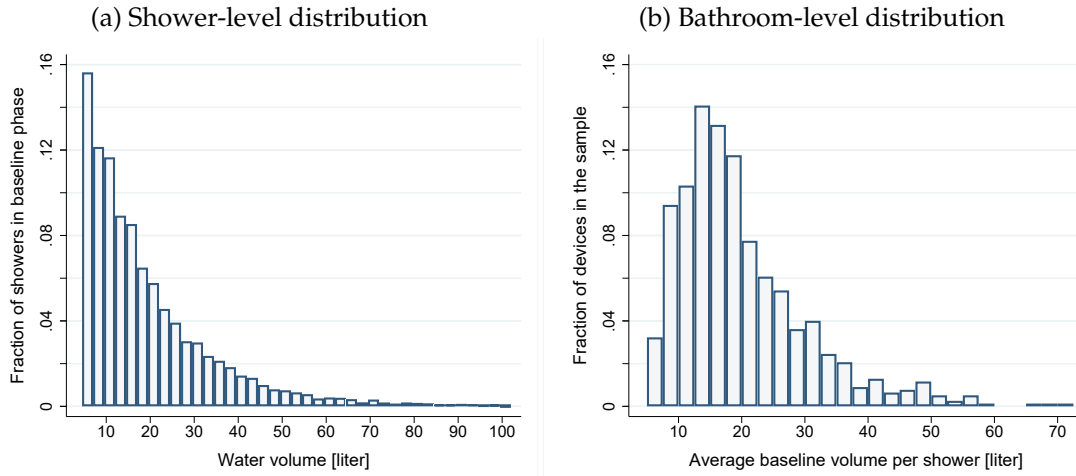 (a) Shower-level distribution
Fraction of showers in baseline phase
.16
.12
.08
.04
0
10 20 30 40 50 60 70 80 90 100
Water volume [liter]
(b) Bathroom-level distribution
Fraction of devices in the sample
.16
.12
.08
.04
0
10 20 30 40 50 60 70
Average baseline volume per shower [liter]